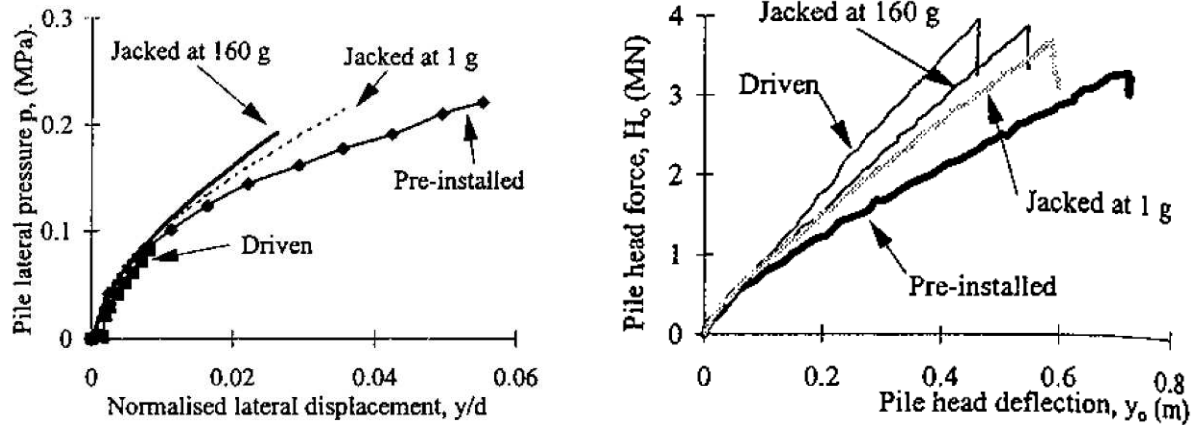 Pile lateral pressure p, (MPa).
0.3
0.2
0.1
0
Jacked at 160 g
Jacked at 1 g
Pre-installed
Driven
0
0.02
0.04
0.06
Normalised lateral displacement, y/d
Pile head force, Hₒ (MN)
4
3
2
1
0
Jacked at 160 g
Driven
Jacked at 1 g
Pre-installed
0
0.2
0.4
0.6
0.8
Pile head deflection, yₒ (m)